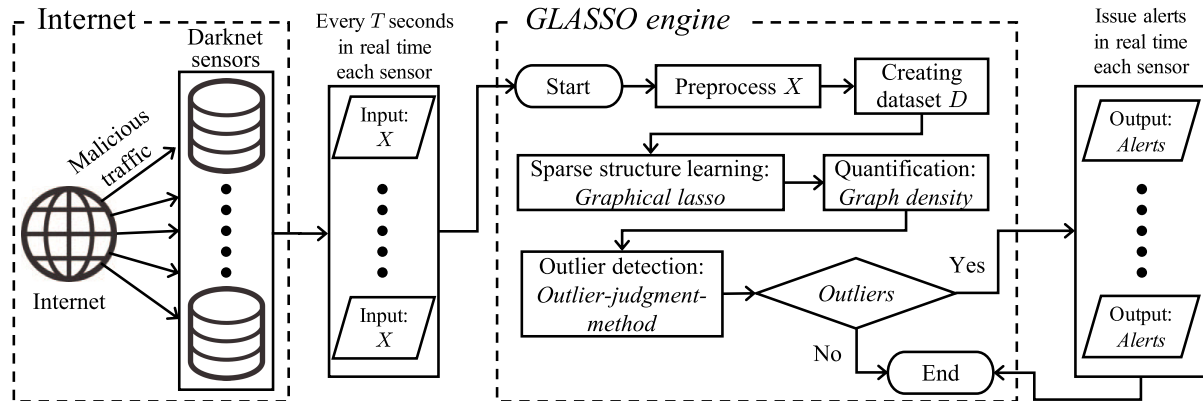 Internet
Darknet
sensors
Malicious
traffic
Internet
Every T seconds
in real time
each sensor
Input:
X
Input:
X
GLASSO engine
Start
Preprocess X
Creating
dataset D
Sparse structure learning:
Graphical lasso
Quantification:
Graph density
Outlier detection:
Outlier-judgment-
method
Outliers
Yes
No
End
Issue alerts
in real time
each sensor
Output:
Alerts
Output:
Alerts